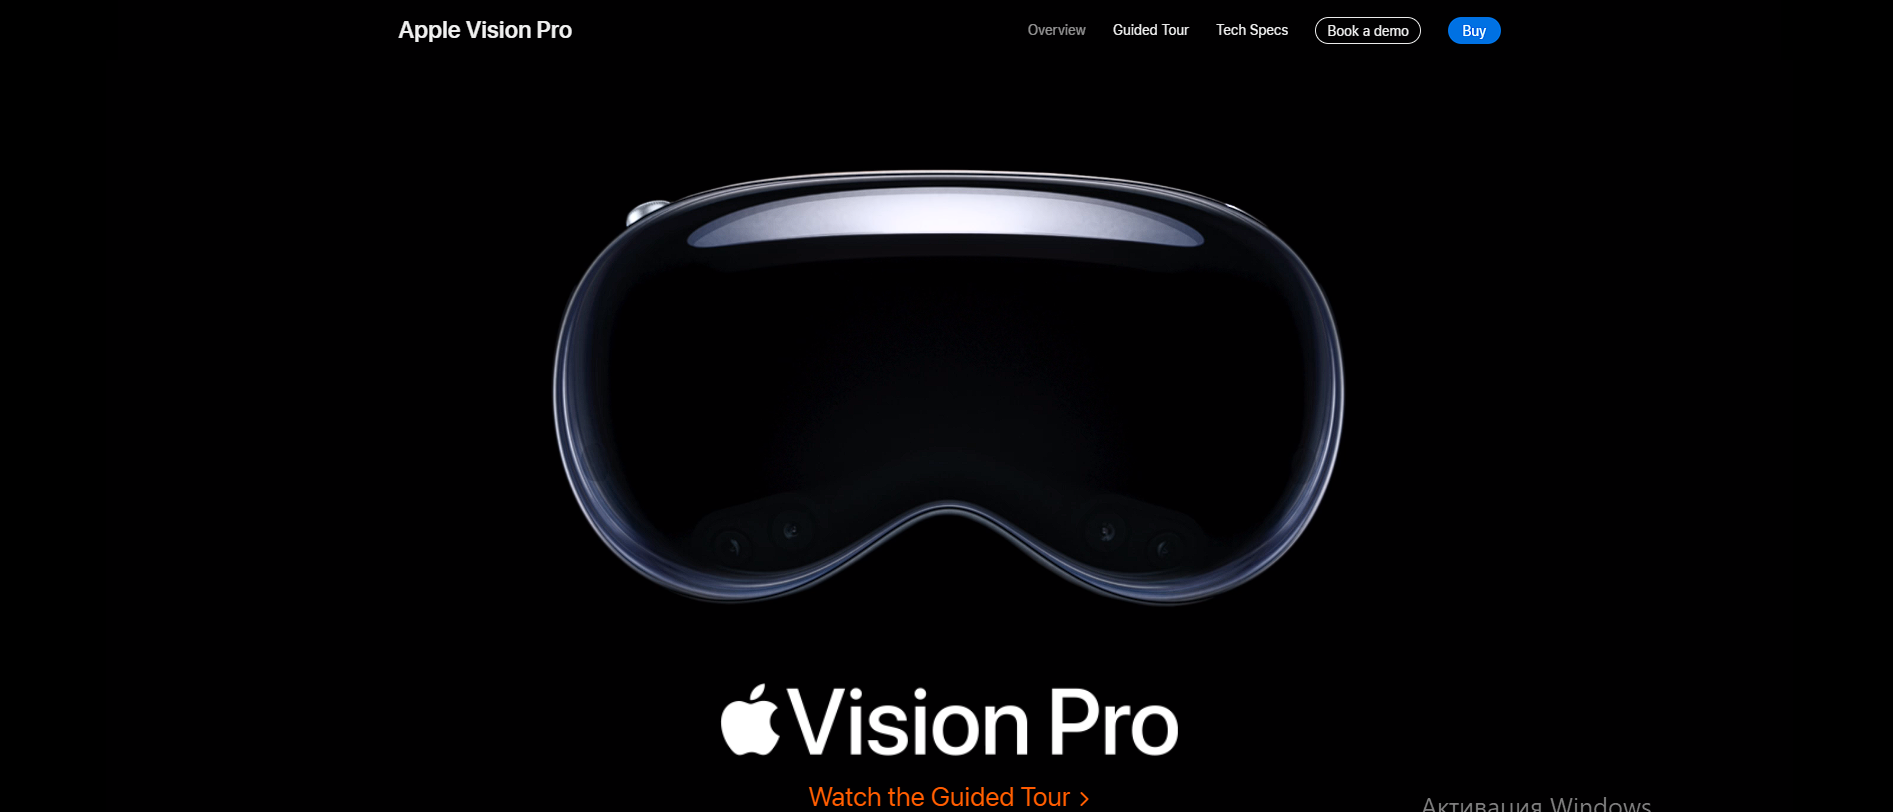 Apple Vision Pro
Overview Guided Tour Tech Specs Book a demo Buy
Vision Pro
Watch the Guided Tour >
Активация Windows